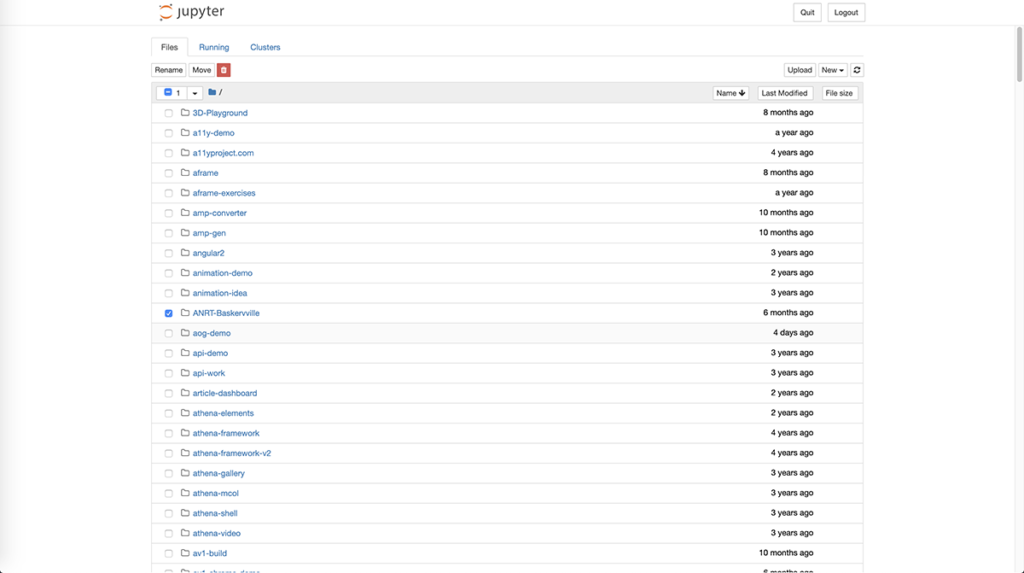 jupyter Quit Logout
Files Running Clusters
Rename Move Upload New
1 / Name Last Modified File size
3D-Playground 8 months ago
a11y-demo a year ago
a11yproject.com 4 years ago
aframe 8 months ago
aframe-exercises a year ago
amp-converter 10 months ago
amp-gen 10 months ago
angular2 3 years ago
animation-demo 2 years ago
animation-idea 3 years ago
ANRT-Baskervville 6 months ago
aog-demo 4 days ago
api-demo 3 years ago
api-work 3 years ago
article-dashboard 2 years ago
athena-elements 2 years ago
athena-framework 4 years ago
athena-framework-v2 4 years ago
athena-gallery 3 years ago
athena-mcol 3 years ago
athena-shell 3 years ago
athena-video 3 years ago
av1-build 10 months ago